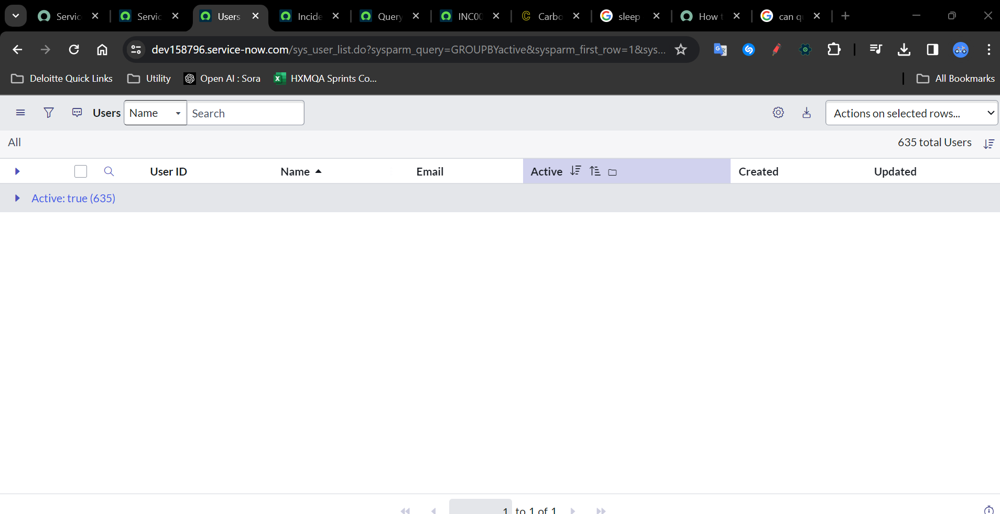 Servic Servic Users Incide Query INC00 Carbo sleep How t can q
dev158796.service-now.com/sys_user_list.do?sysparm_query=GROUPBYactive&sysparm_first_row=1&sys...
Deloitte Quick Links Utility Open AI : Sora HXMQA Sprints Co... All Bookmarks
Users Name Search Actions on selected rows...
All 635 total Users
User ID Name Email Active Created Updated
Active: true (635)
1 to 1 of 1